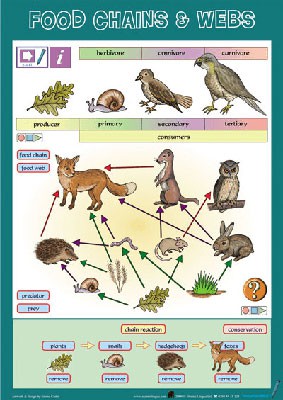 FOOD CHAINS & WEBS
i
herbivore carnivore carnivore
producer primary secondary tertiary
consumers
food chain
food web
predator
prey
?
chain reaction conservation
plants snails hedgehogs foxes
remove remove remove remove